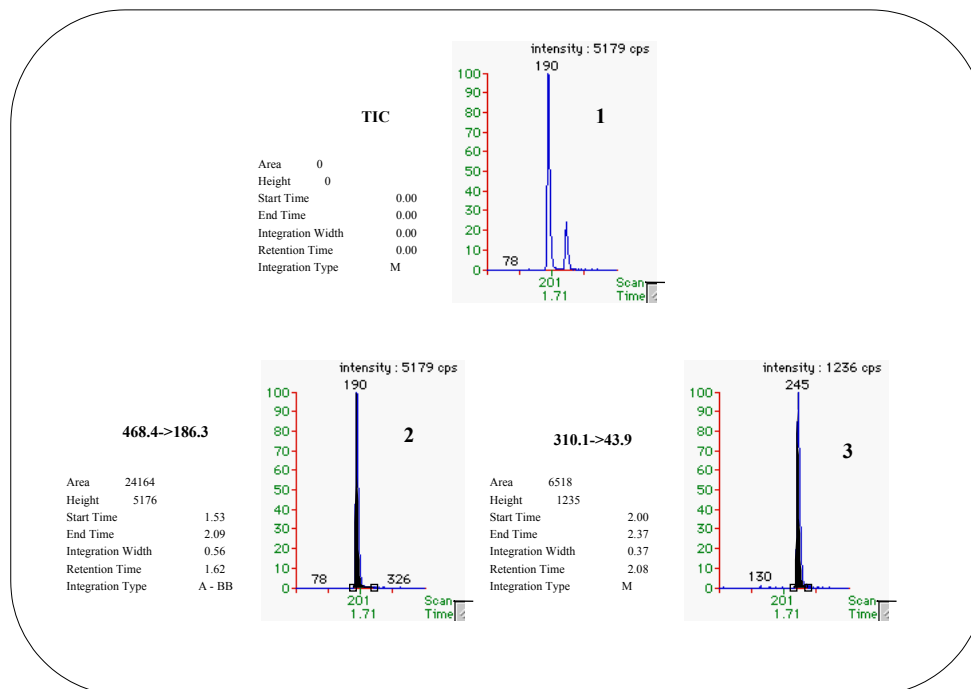 intensity : 5179 cps
190
TIC
1
100
90
80
70
60
50
40
30
20
10
0
78
201
1.71
Scan
Time
Area 0
Height 0
Start Time 0.00
End Time 0.00
Integration Width 0.00
Retention Time 0.00
Integration Type M
intensity : 5179 cps
190
468.4->186.3
2
100
90
80
70
60
50
40
30
20
10
0
78
326
201
1.71
Scan
Time
Area 24164
Height 5176
Start Time 1.53
End Time 2.09
Integration Width 0.56
Retention Time 1.62
Integration Type A - BB
intensity : 1236 cps
245
310.1->43.9
3
100
90
80
70
60
50
40
30
20
10
0
130
201
1.71
Scan
Time
Area 6518
Height 1235
Start Time 2.00
End Time 2.37
Integration Width 0.37
Retention Time 2.08
Integration Type M